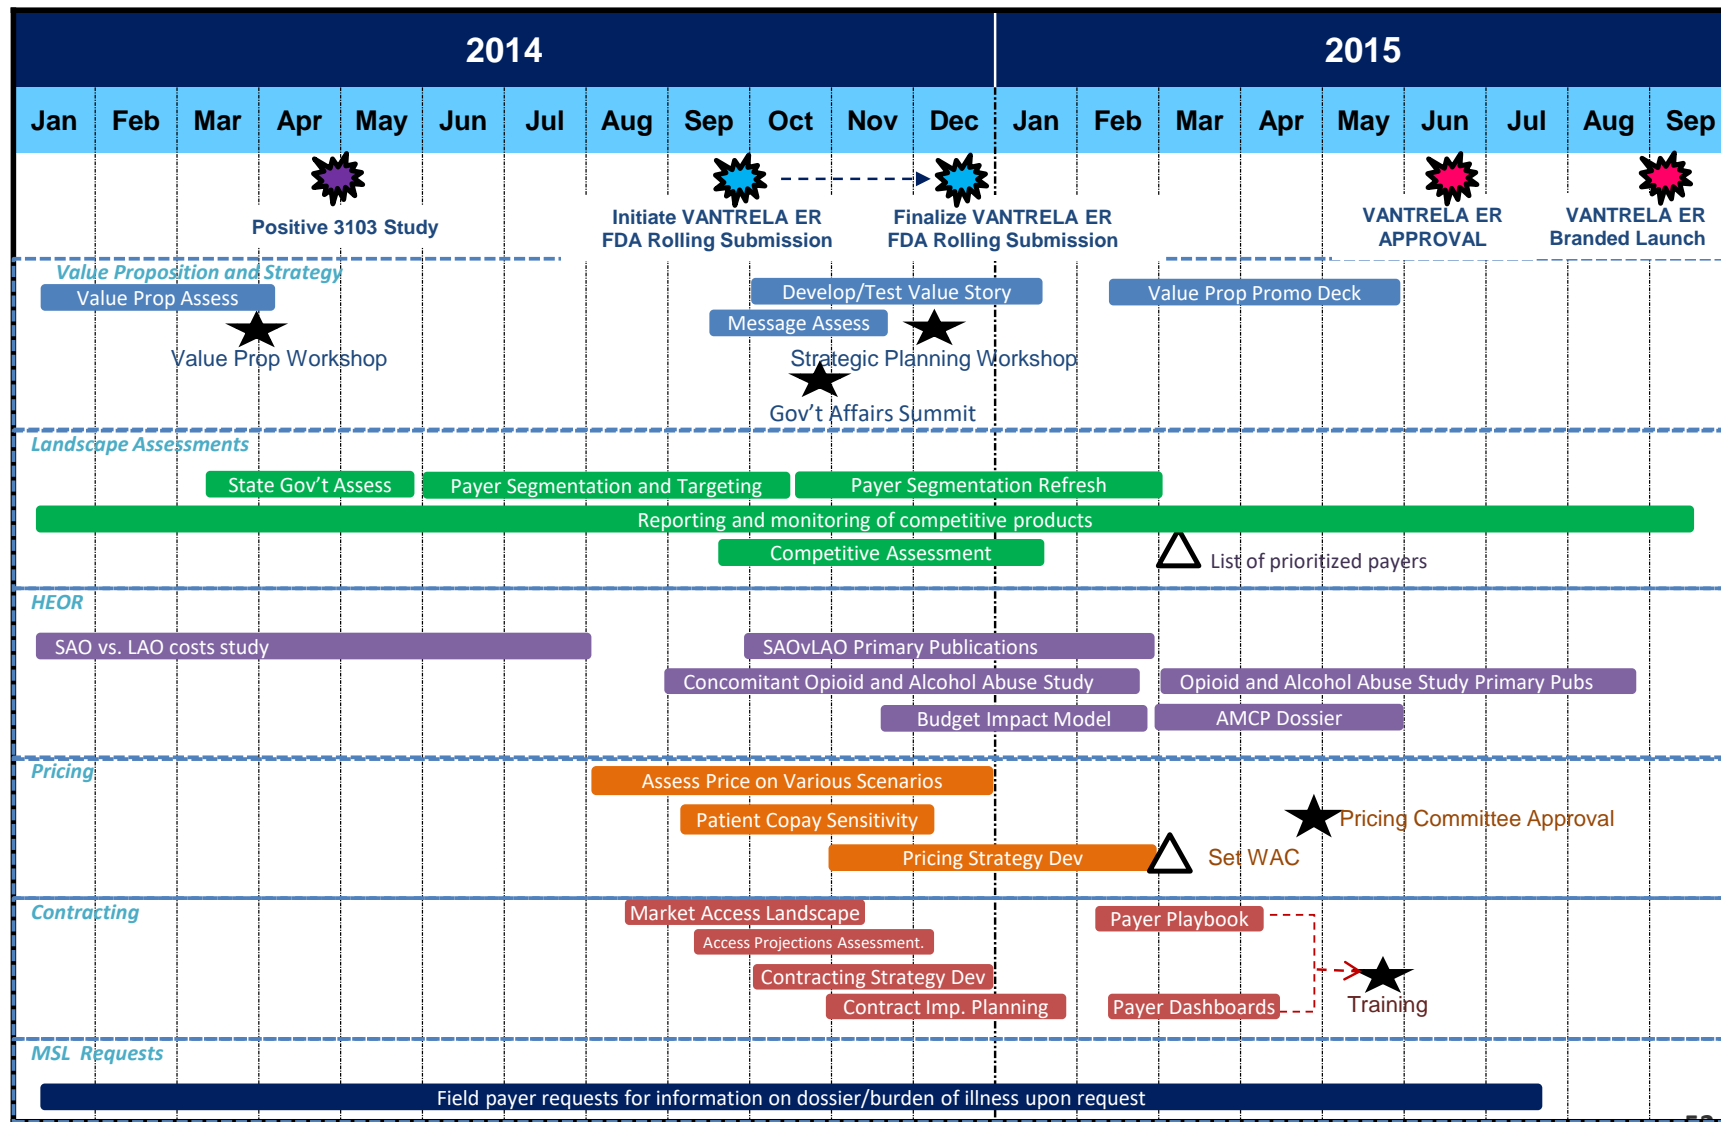 2014
2015
Jan Feb Mar Apr May Jun Jul Aug Sep Oct Nov Dec Jan Feb Mar Apr May Jun Jul Aug Sep
Positive 3103 Study
Initiate VANTRELA ER
FDA Rolling Submission
Finalize VANTRELA ER
FDA Rolling Submission
VANTRELA ER
APPROVAL
VANTRELA ER
Branded Launch
Value Proposition and Strategy
Value Prop Assess
Develop/Test Value Story
Value Prop Promo Deck
Message Assess
Value Prop Workshop
Strategic Planning Workshop
Gov't Affairs Summit
Landscape Assessments
State Gov't Assess
Payer Segmentation and Targeting
Payer Segmentation Refresh
Reporting and monitoring of competitive products
Competitive Assessment
List of prioritized payers
HEOR
SAO vs. LAO costs study
SAOvLAO Primary Publications
Concomitant Opioid and Alcohol Abuse Study
Opioid and Alcohol Abuse Study Primary Pubs
Budget Impact Model
AMCP Dossier
Pricing
Assess Price on Various Scenarios
Patient Copay Sensitivity
Pricing Committee Approval
Pricing Strategy Dev
Set WAC
Contracting
Market Access Landscape
Payer Playbook
Access Projections Assessment.
Contracting Strategy Dev
Contract Imp. Planning
Payer Dashboards
Training
MSL Requests
Field payer requests for information on dossier/burden of illness upon request